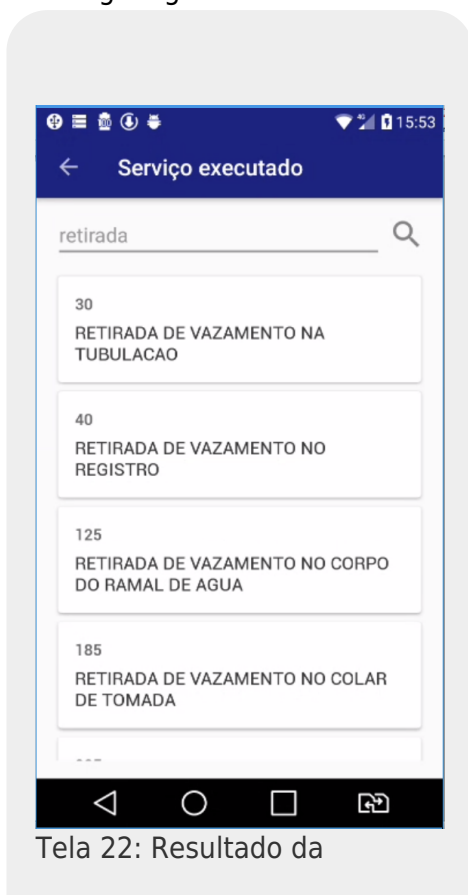 15:53
Serviço executado
retirada
30
RETIRADA DE VAZAMENTO NA
TUBULACAO
40
RETIRADA DE VAZAMENTO NO
REGISTRO
125
RETIRADA DE VAZAMENTO NO CORPO
DO RAMAL DE AGUA
185
RETIRADA DE VAZAMENTO NO COLAR
DE TOMADA
Tela 22: Resultado da